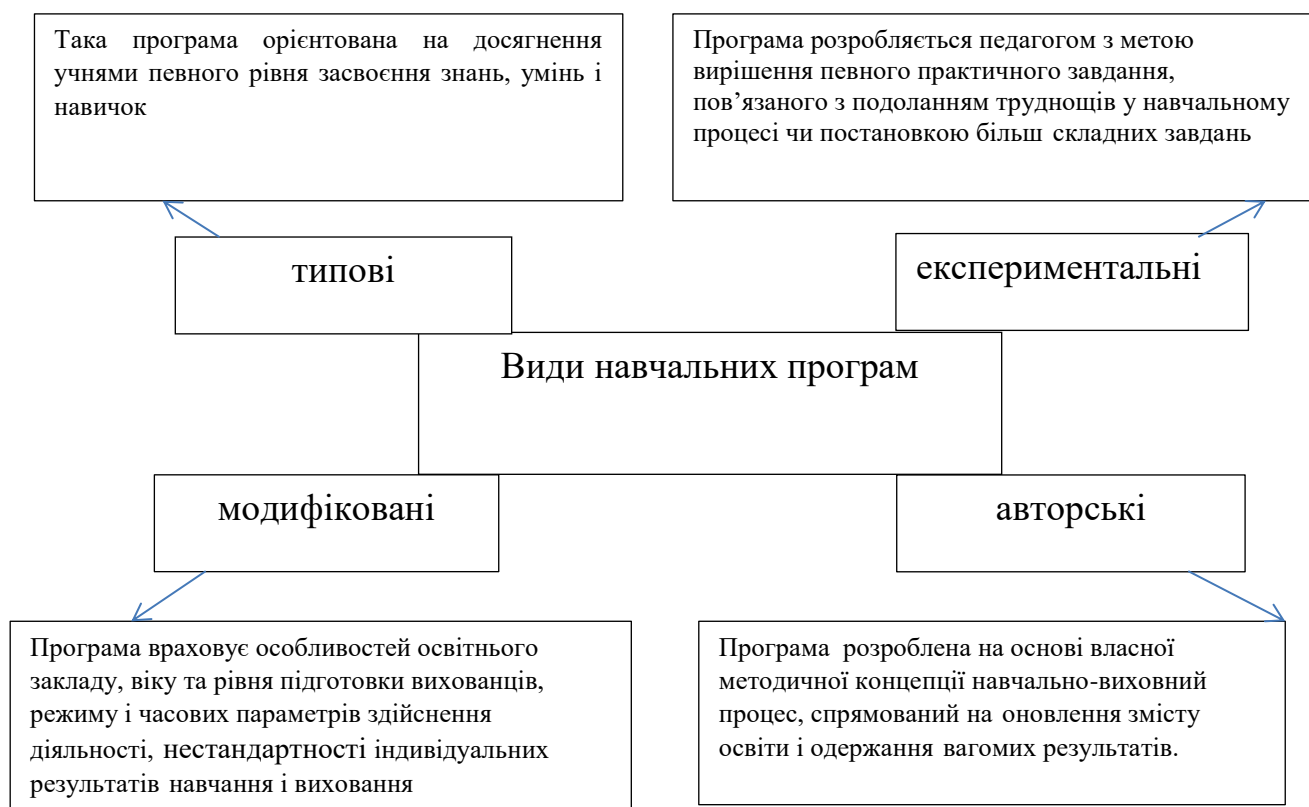 Така програма орієнтована на досягнення
учнями певного рівня засвоєння знань, умінь і
навичок
Програма розробляється педагогом з метою
вирішення певного практичного завдання,
пов’язаного з подоланням труднощів у навчальному
процесі чи постановкою більш складних завдань
типові
експериментальні
Види навчальних програм
модифіковані
авторські
Програма враховує особливостей освітнього
закладу, віку та рівня підготовки вихованців,
режиму і часових параметрів здійснення
діяльності, нестандартності індивідуальних
результатів навчання і виховання
Програма розроблена на основі власної
методичної концепції навчально-виховний
процес, спрямований на оновлення змісту
освіти і одержання вагомих результатів.